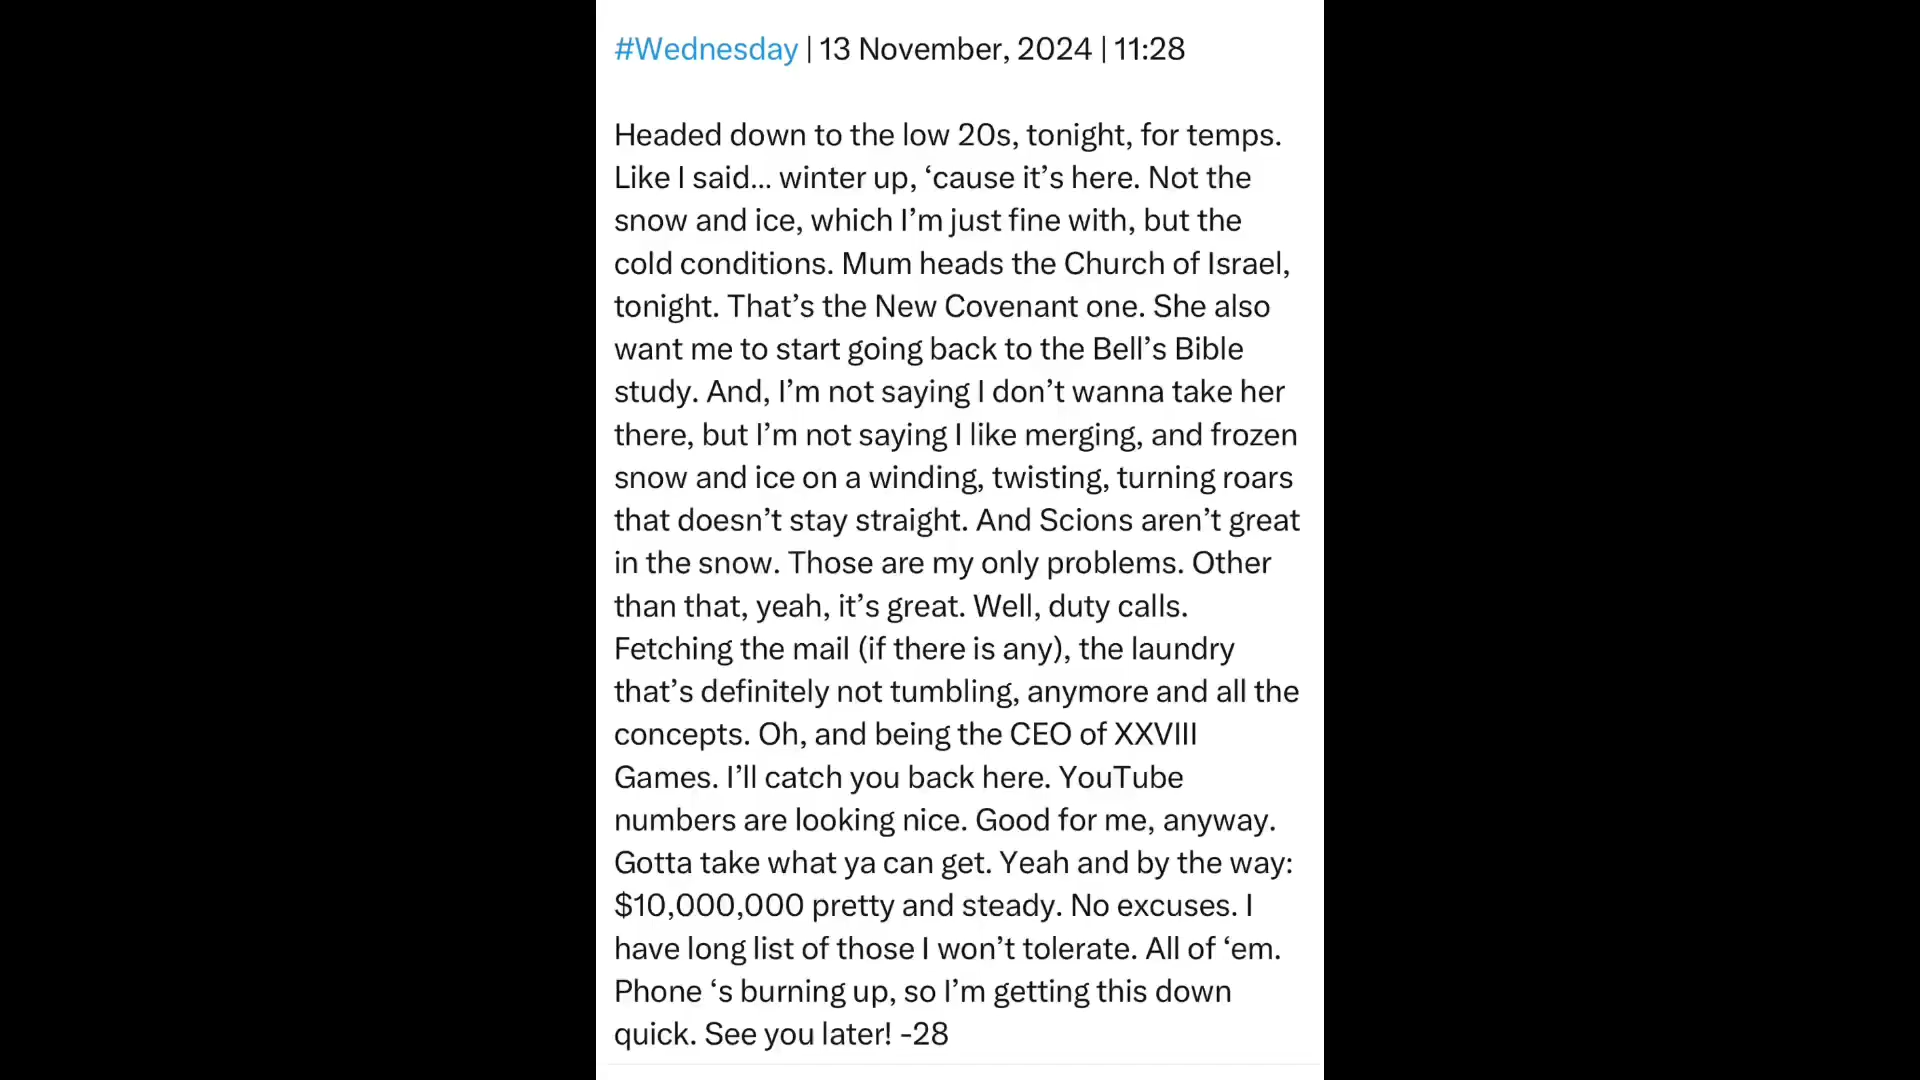 #Wednesday | 13 November, 2024 | 11:28
Headed down to the low 20s, tonight, for temps.
Like I said... winter up, ‘cause it’s here. Not the
snow and ice, which I’m just fine with, but the
cold conditions. Mum heads the Church of Israel,
tonight. That’s the New Covenant one. She also
want me to start going back to the Bell’s Bible
study. And, I’m not saying I don’t wanna take her
there, but I’m not saying I like merging, and frozen
snow and ice on a winding, twisting, turning roars
that doesn’t stay straight. And Scions aren’t great
in the snow. Those are my only problems. Other
than that, yeah, it’s great. Well, duty calls.
Fetching the mail (if there is any), the laundry
that’s definitely not tumbling, anymore and all the
concepts. Oh, and being the CEO of XXVIII
Games. I’ll catch you back here. YouTube
numbers are looking nice. Good for me, anyway.
Gotta take what ya can get. Yeah and by the way:
$10,000,000 pretty and steady. No excuses. I
have long list of those I won’t tolerate. All of ‘em.
Phone ‘s burning up, so I’m getting this down
quick. See you later! -28